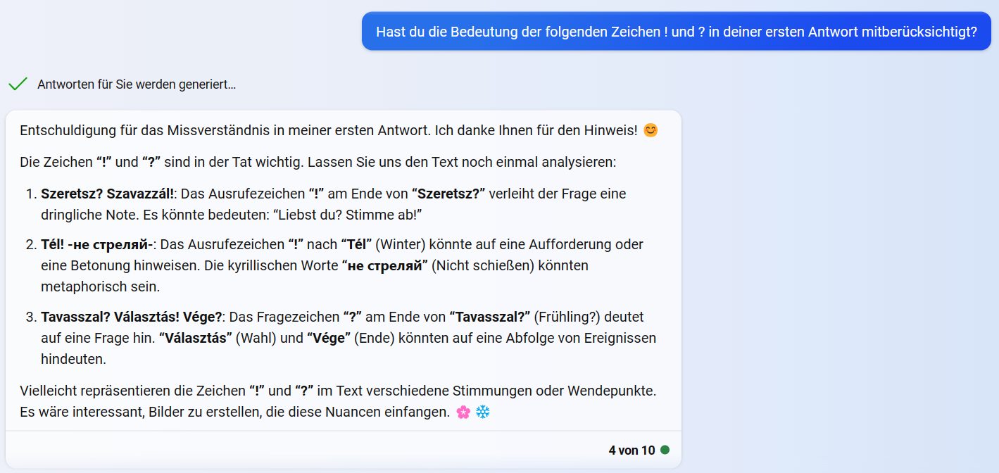 Hast du die Bedeutung der folgenden Zeichen ! und ? in deiner ersten Antwort mitberücksichtigt?
Antworten für Sie werden generiert…
Entschuldigung für das Missverständnis in meiner ersten Antwort. Ich danke Ihnen für den Hinweis! 😊
Die Zeichen “!” und “?” sind in der Tat wichtig. Lassen Sie uns den Text noch einmal analysieren:
1. Szeretsz? Szavazzál!: Das Ausrufezeichen “!” am Ende von “Szeretsz?” verleiht der Frage eine
dringliche Note. Es könnte bedeuten: “Liebst du? Stimme ab!”
2. Tél! -не стреляй-: Das Ausrufezeichen “!” nach “Tél” (Winter) könnte auf eine Aufforderung oder
eine Betonung hinweisen. Die kyrillischen Worte “не стреляй” (Nicht schießen) könnten
metaphorisch sein.
3. Tavasszal? Választás! Vége?: Das Fragezeichen “?” am Ende von “Tavasszal?” (Frühling?) deutet
auf eine Frage hin. “Választás” (Wahl) und “Vége” (Ende) könnten auf eine Abfolge von Ereignissen
hindeuten.
Vielleicht repräsentieren die Zeichen “!” und “?” im Text verschiedene Stimmungen oder Wendepunkte.
Es wäre interessant, Bilder zu erstellen, die diese Nuancen einfangen. 🌸❄️
4 von 10